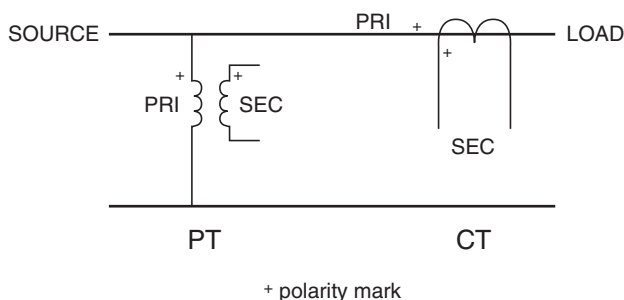 PRI +
SOURCE LOAD
+ + +
PRI SEC
SEC
PT CT
+ polarity mark